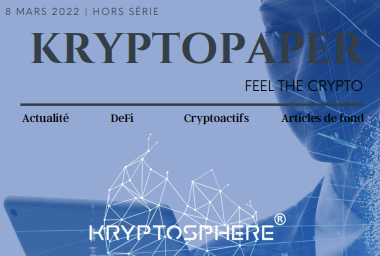 8 MARS 2022 | HORS SÉRIE
KRYPTOPAPER
FEEL THE CRYPTO
Actualité DeFi Cryptoactifs Articles de fond
KRYPTOSPHERE®